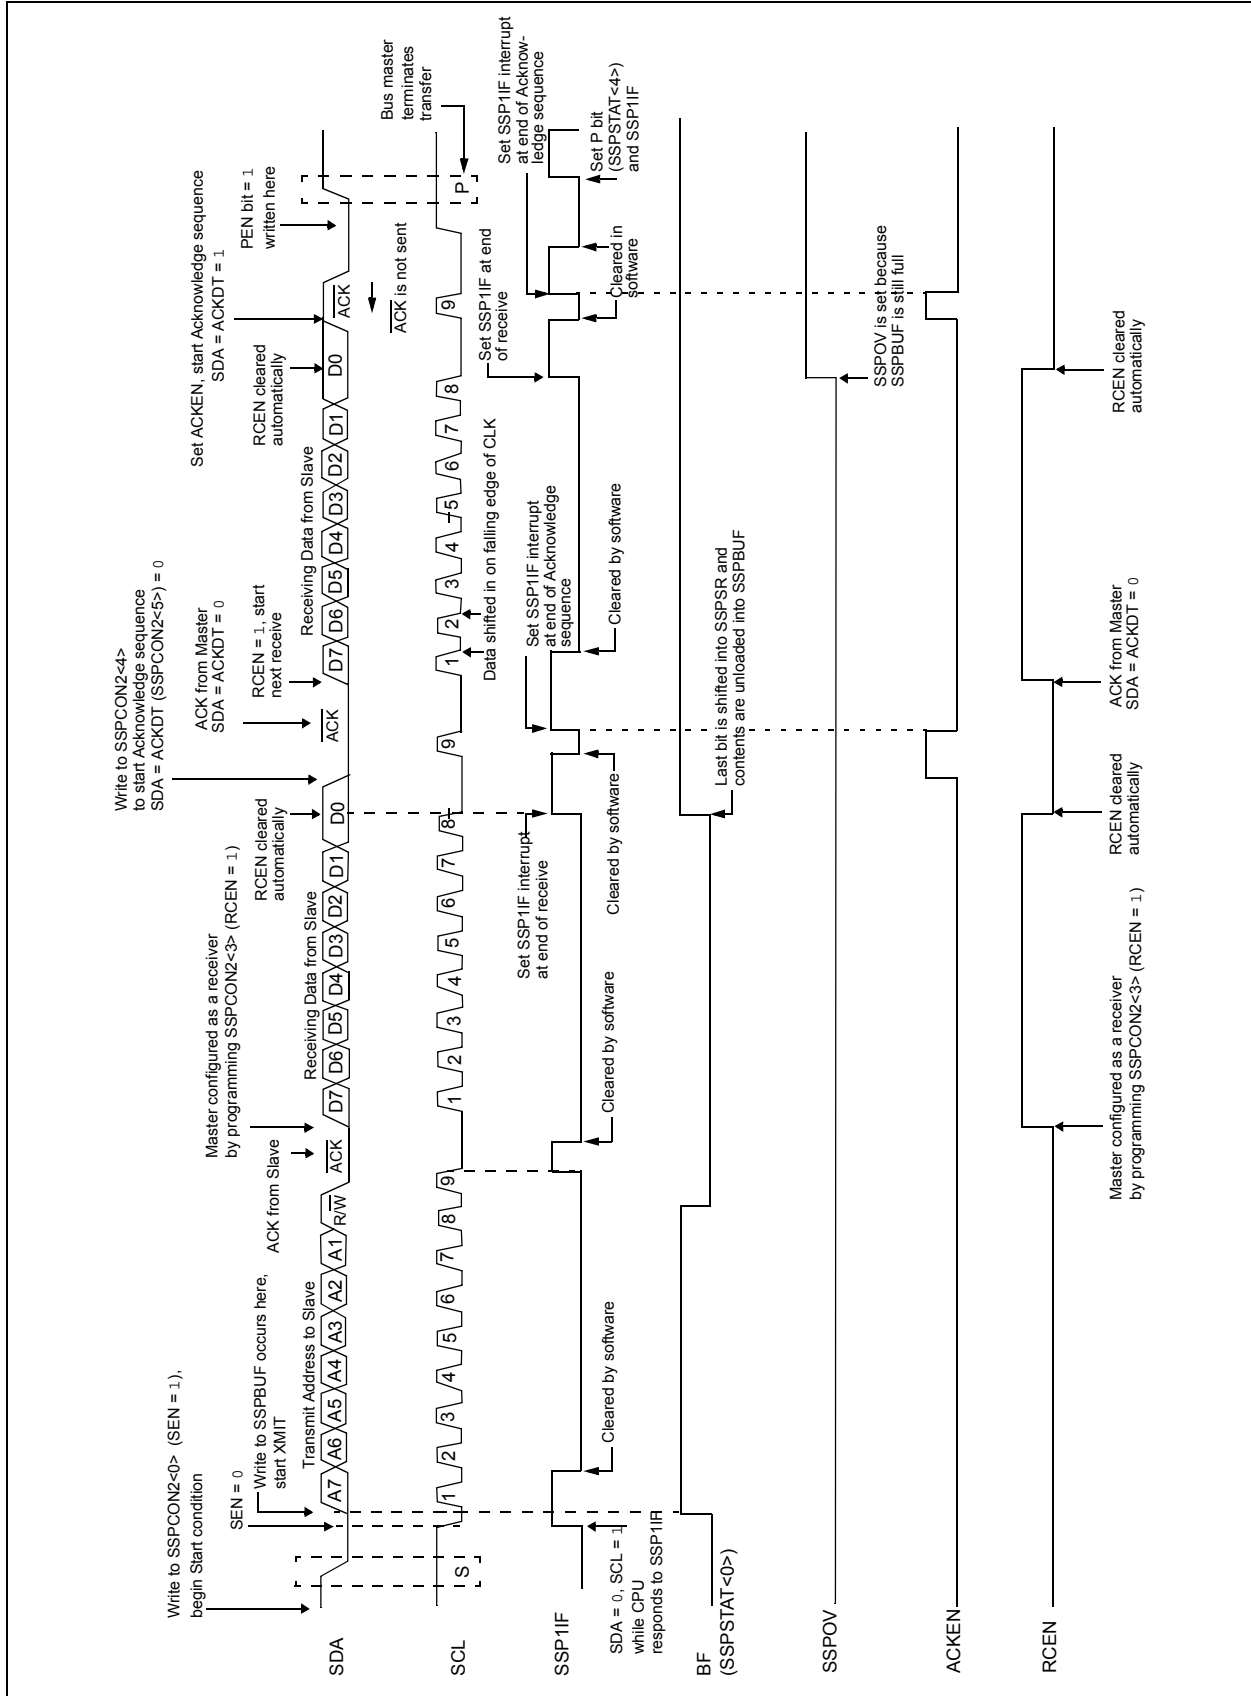 Write to SSPCON2<0> (SEN = 1),
begin Start condition
SEN = 0
Write to SSPBUF occurs here,
start XMIT
ACK from Slave
Master configured as a receiver
by programming SSPCON2<3> (RCEN = 1)
RCEN cleared
automatically
Write to SSPCON2<4>
to start Acknowledge sequence
SDA = ACKDT (SSPCON2<5>) = 0
ACK from Master
SDA = ACKDT = 0
RCEN = 1, start
next receive
RCEN cleared
automatically
Set ACKEN, start Acknowledge sequence
SDA = ACKDT = 1
PEN bit = 1
written here
Transmit Address to Slave
Receiving Data from Slave
Receiving Data from Slave
SDA
A7 A6 A5 A4 A3 A2 A1 R/W ACK D7 D6 D5 D4 D3 D2 D1 D0 ACK D7 D6 D5 D4 D3 D2 D1 D0 ACK
ACK is not sent
Bus master
terminates
transfer
SCL
S 1 2 3 4 5 6 7 8 9 1 2 3 4 5 6 7 8 9 1 2 3 4 5 6 7 8 9 P
Data shifted in on falling edge of CLK
Set SSP1IF interrupt
at end of receive
Set SSP1IF interrupt
at end of Acknowledge
sequence
Set SSP1IF at end
of receive
Set SSP1IF interrupt
at end of Acknow-
ledge sequence
SSP1IF
SDA = 0, SCL = 1
while CPU
responds to SSP1IF
Cleared by software
Cleared by software
Cleared by software
Cleared by software
Cleared in
software
Set P bit
(SSPSTAT<4>)
and SSP1IF
BF
(SSPSTAT<0>)
Last bit is shifted into SSPSR and
contents are unloaded into SSPBUF
SSPOV
SSPOV is set because
SSPBUF is still full
ACKEN
RCEN
Master configured as a receiver
by programming SSPCON2<3> (RCEN = 1)
RCEN cleared
automatically
ACK from Master
SDA = ACKDT = 0
RCEN cleared
automatically